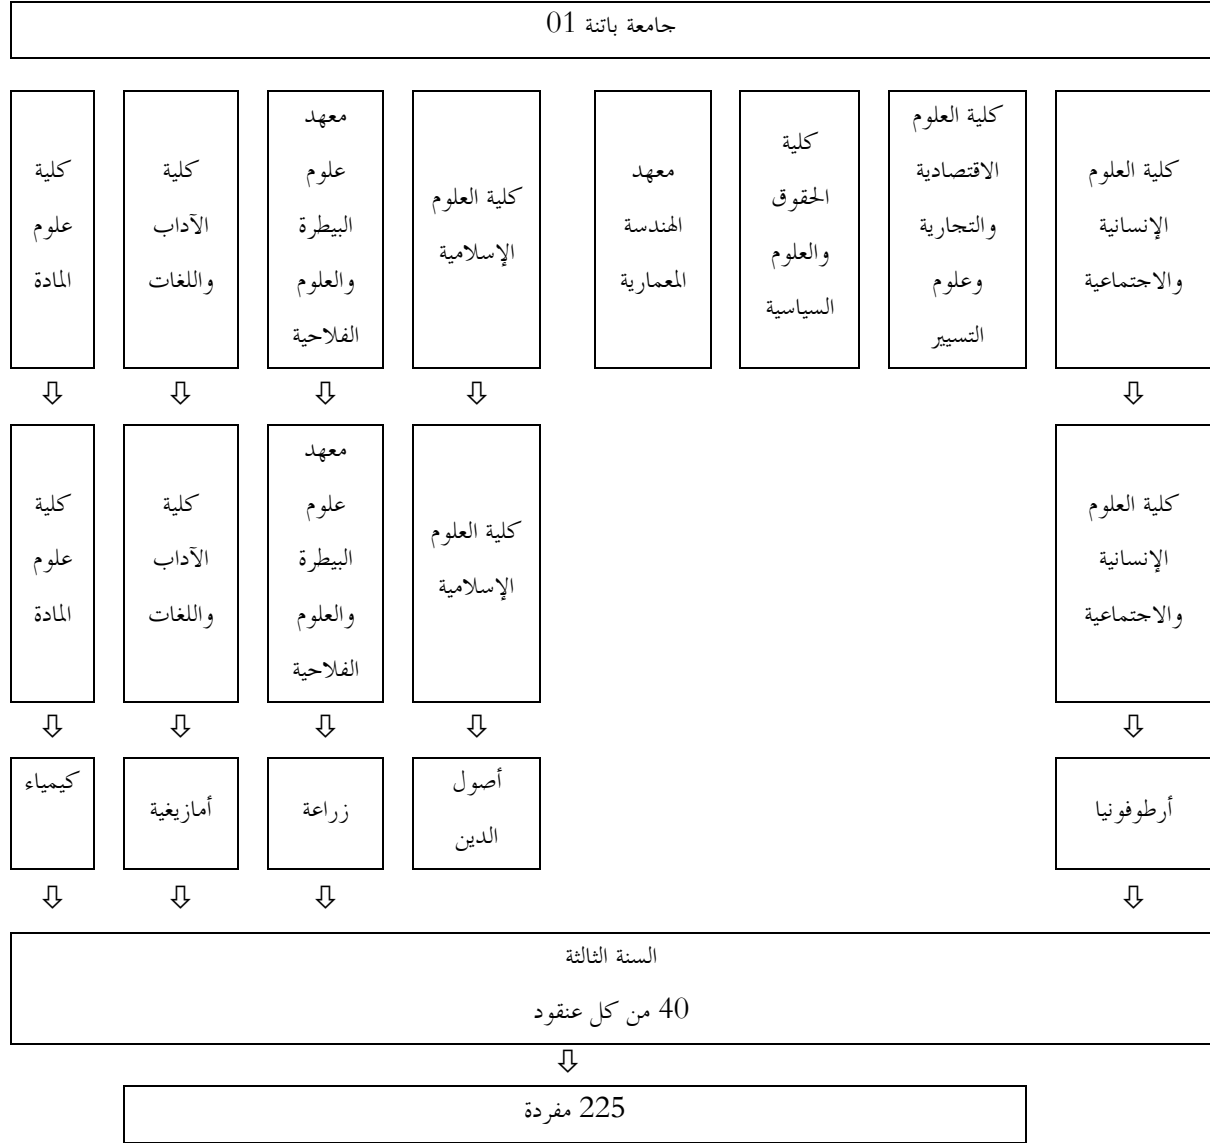 جامعة باتنة 01
كلية العلوم
الإنسانية
والاجتماعية
كلية العلوم
الاقتصادية
والتجارية
وعلوم
التسيير
كلية
الحقوق
والعلوم
السياسية
معهد
الهندسة
المعمارية
كلية العلوم
الإسلامية
معهد
علوم
البيطرة
والعلوم
الفلاحية
كلية
الآداب
واللغات
كلية
علوم
المادة
كلية العلوم
الإنسانية
والاجتماعية
كلية العلوم
الإسلامية
معهد
علوم
البيطرة
والعلوم
الفلاحية
كلية
الآداب
واللغات
كلية
علوم
المادة
أرطوفونيا
أصول
الدين
زراعة
أمازيغية
كيمياء
السنة الثالثة
40 من كل عنقود
225 مفردة